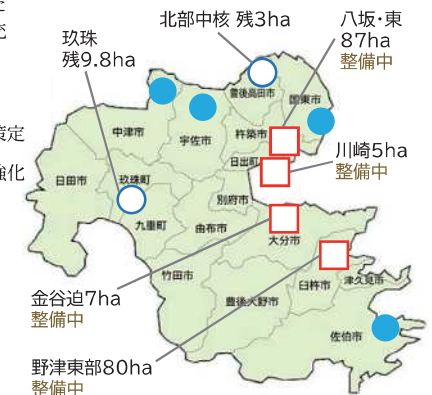 定
強化
北部中核 残3ha
八坂・東
87ha
整備中
玖珠
残9.8ha
豊後高田市
国東市
中津市
宇佐市
杵築市
日出町
川崎5ha
整備中
日田市
玖珠町
別府市
九重町
由布市
大分市
竹田市
臼杵市
津久見市
豊後大野市
佐伯市
金谷迫7ha
整備中
野津東部80ha
整備中